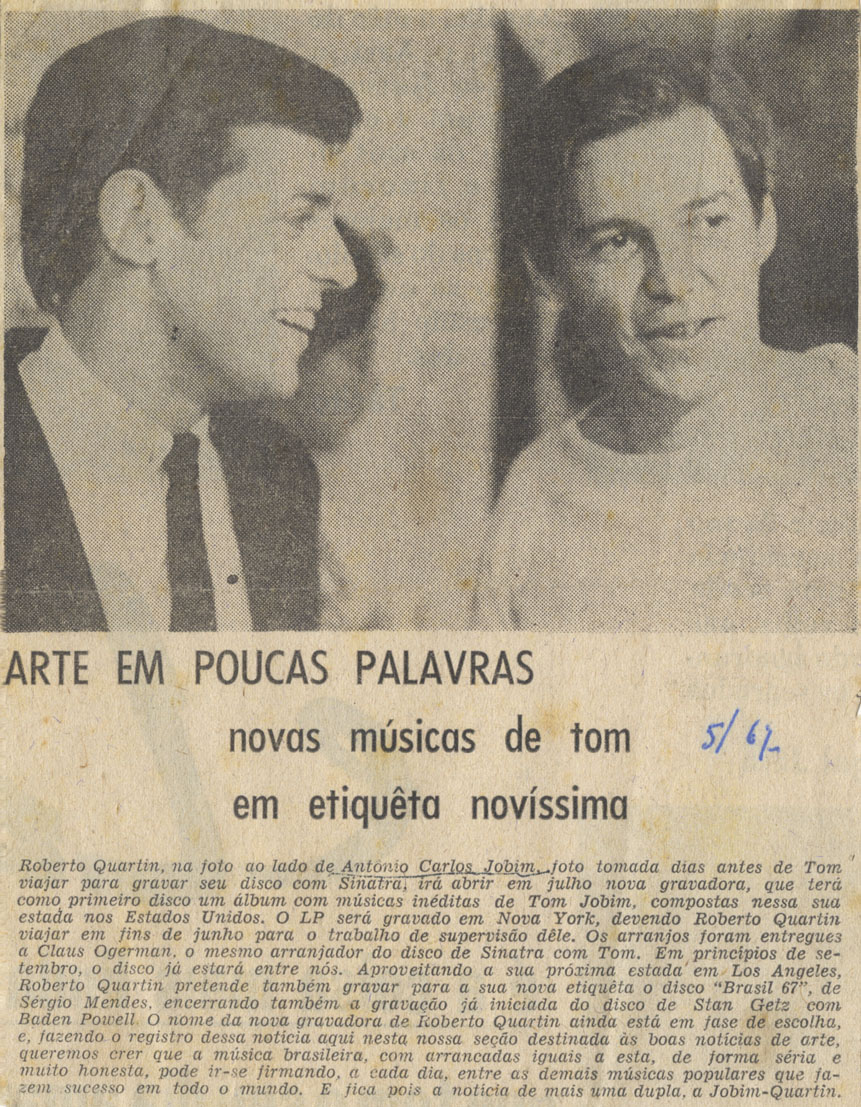 ARTE EM POUCAS PALAVRAS
novas músicas de tom
5/67
em etiquêta novíssima
Roberto Quartin, na foto ao lado de Antônio Carlos Jobim, foto tomada dias antes de Tom
viajar para gravar seu disco com Sinatra, irá abrir em julho nova gravadora, que terá
como primeiro disco um álbum com músicas inéditas de Tom Jobim, compostas nessa sua
estada nos Estados Unidos. O LP será gravado em Nova York, devendo Roberto Quartin
viajar em fins de junho para o trabalho de supervisão dêle. Os arranjos foram entregues
a Claus Ogerman, o mesmo arranjador do disco de Sinatra com Tom. Em princípios de se-
tembro, o disco já estará entre nós. Aproveitando a sua próxima estada em Los Angeles,
Roberto Quartin pretende também gravar para a sua nova etiquêta o disco "Brasil 67", de
Sérgio Mendes, encerrando também a gravação já iniciada do disco de Stan Getz com
Baden Powell. O nome da nova gravadora de Roberto Quartin ainda está em fase de escolha,
e, fazendo o registro dessa notícia aqui nesta nossa seção destinada às boas notícias de arte,
queremos crer que a música brasileira, com arrancadas iguais a esta, de forma séria e
muito honesta, pode ir-se firmando, a cada dia, entre as demais músicas populares que fa-
zem sucesso em todo o mundo. E fica pois a notícia de mais uma dupla, a Jobim-Quartin.